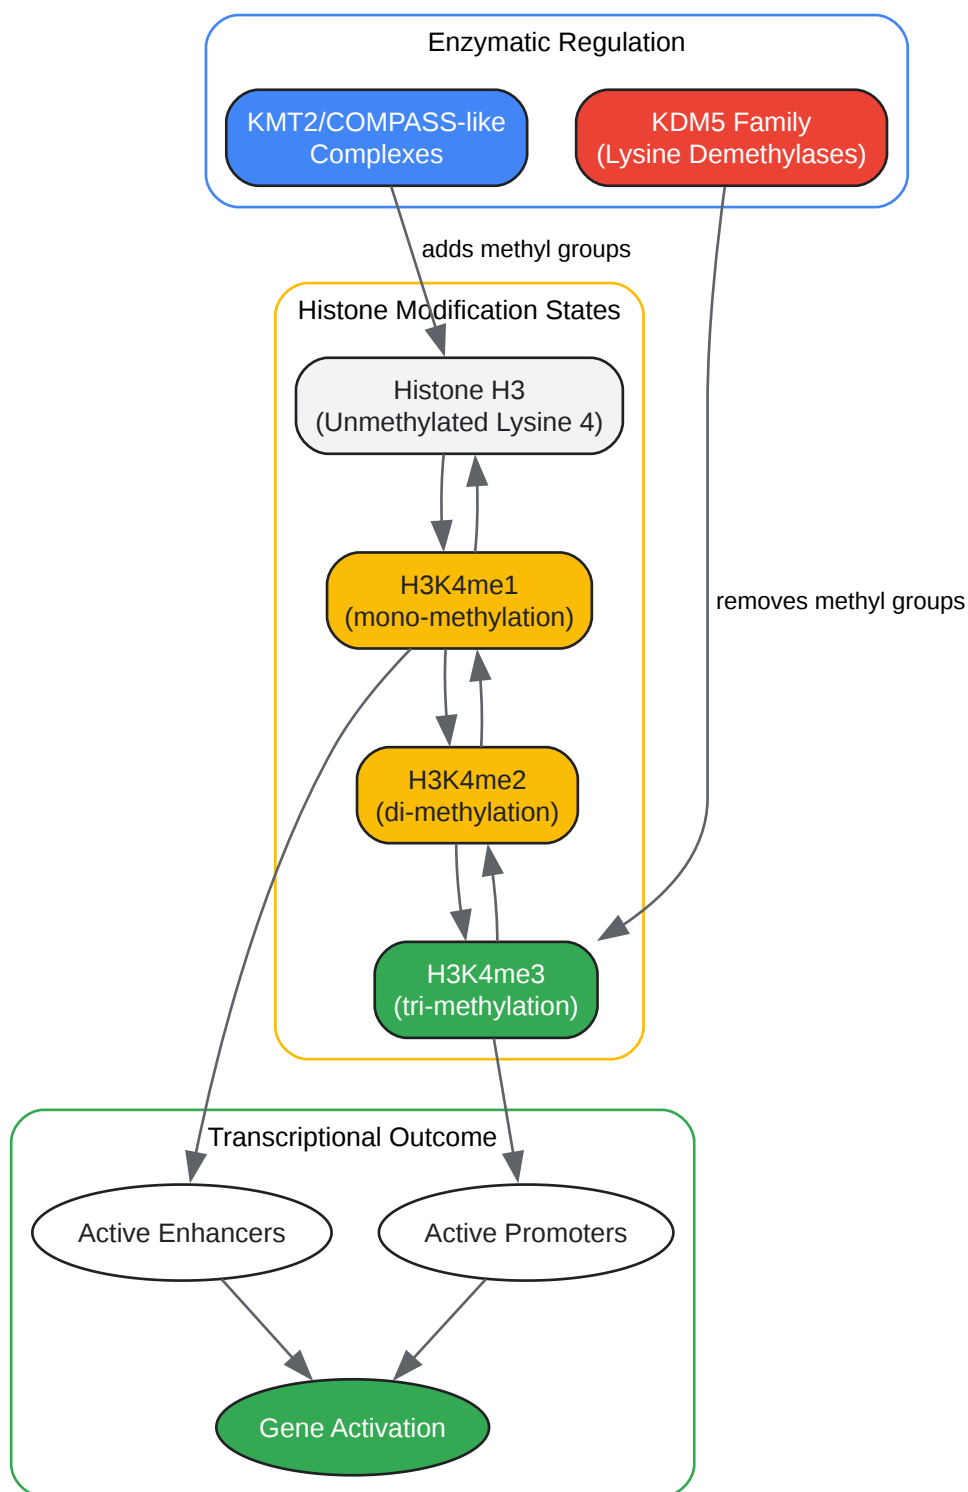 Enzymatic Regulation
KMT2/COMPASS-like
Complexes
KDM5 Family
(Lysine Demethylases)
adds methyl groups
Histone Modification States
Histone H3
(Unmethylated Lysine 4)
H3K4me1
(mono-methylation)
removes methyl groups
H3K4me2
(di-methylation)
H3K4me3
(tri-methylation)
Transcriptional Outcome
Active Enhancers
Active Promoters
Gene Activation